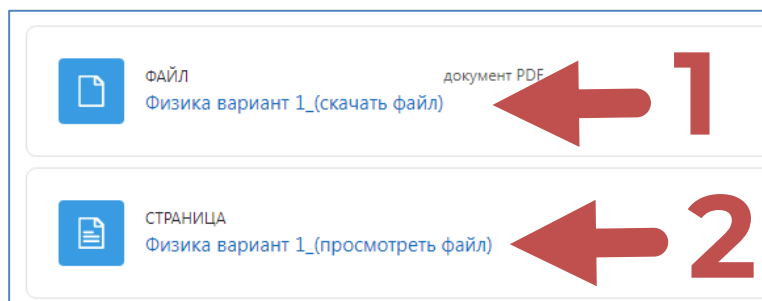 ФАЙЛ
документ PDF
Физика вариант 1_(скачать файл)
1
СТРАНИЦА
Физика вариант 1_(просмотреть файл)
2